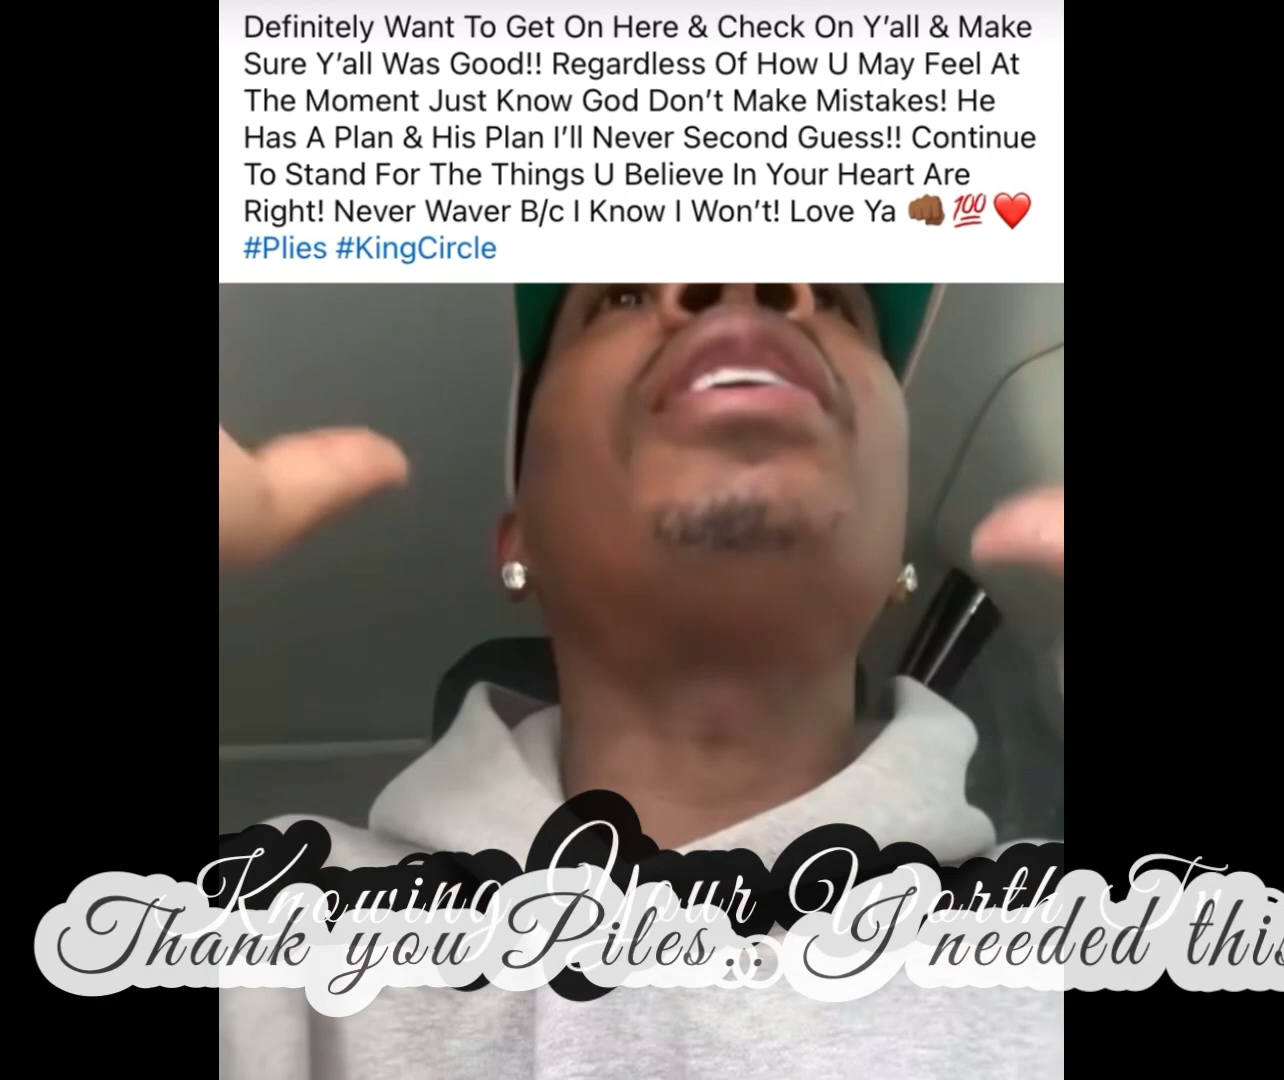 Definitely Want To Get On Here & Check On Y’all & Make
Sure Y’all Was Good!! Regardless Of How U May Feel At
The Moment Just Know God Don’t Make Mistakes! He
Has A Plan & His Plan I’ll Never Second Guess!! Continue
To Stand For The Things U Believe In Your Heart Are
Right! Never Waver B/c I Know I Won’t! Love Ya 👊🏾💯❤️
#Plies #KingCircle
Knowing Your Worth Tv
Thank you Piles.. I needed this